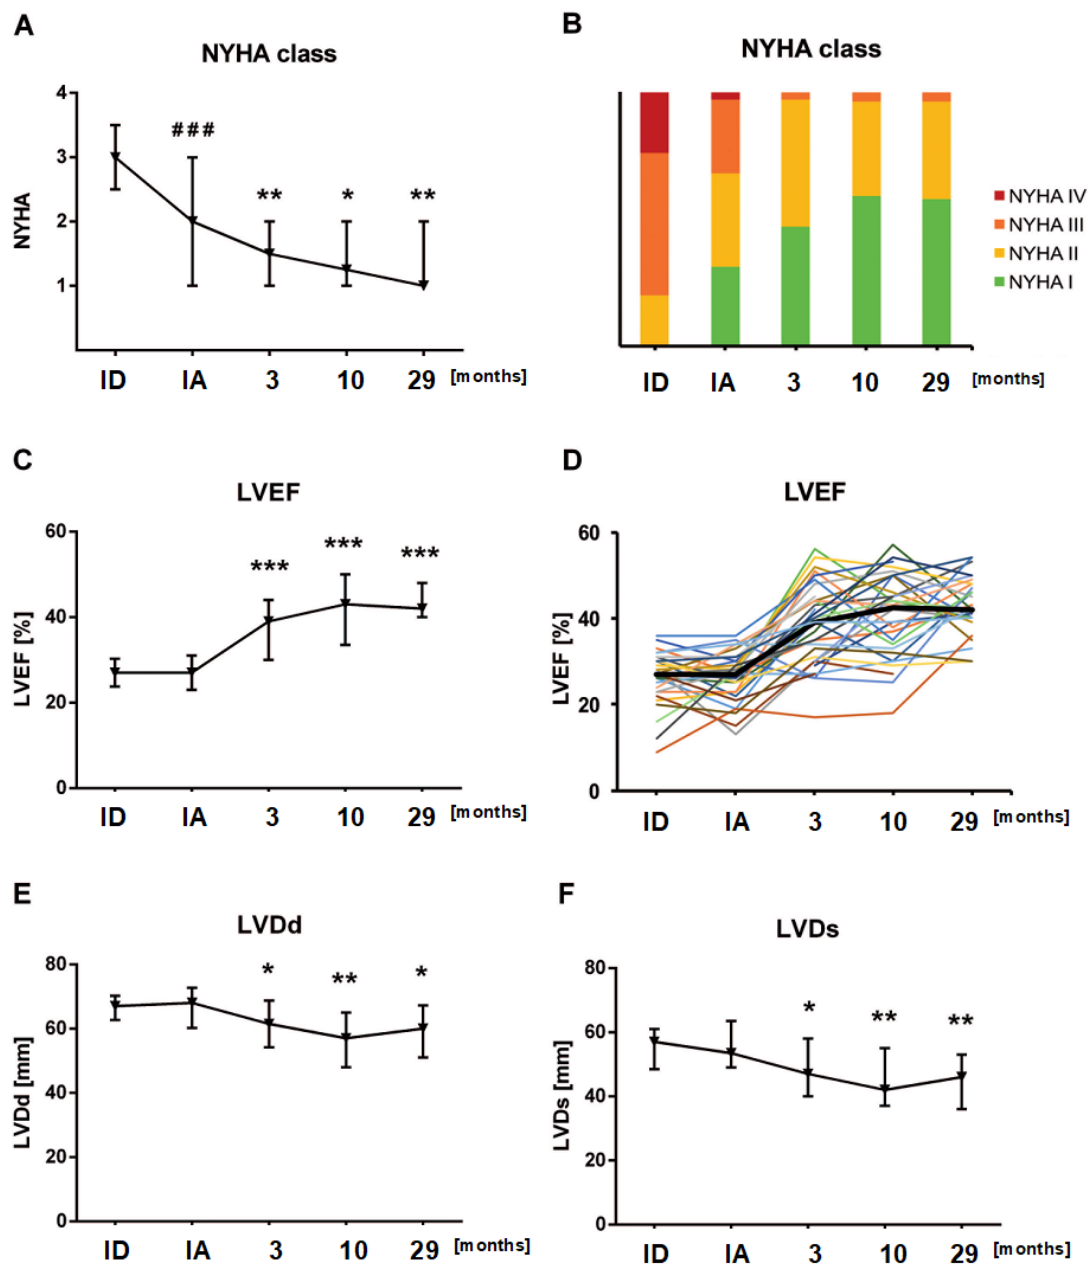 A
NYHA class
4
3
2
1
NYHA
###
**
*
**
ID IA 3 10 29 [months]
B
NYHA class
NYHA IV
NYHA III
NYHA II
NYHA I
ID IA 3 10 29 [months]
C
LVEF
60
40
20
0
LVEF [%]
***
***
***
ID IA 3 10 29 [months]
D
LVEF
60
40
20
0
LVEF [%]
ID IA 3 10 29 [months]
E
LVDd
80
60
40
20
0
LVDd [mm]
*
**
*
ID IA 3 10 29 [months]
F
LVDs
80
60
40
20
0
LVDs [mm]
*
**
**
ID IA 3 10 29 [months]